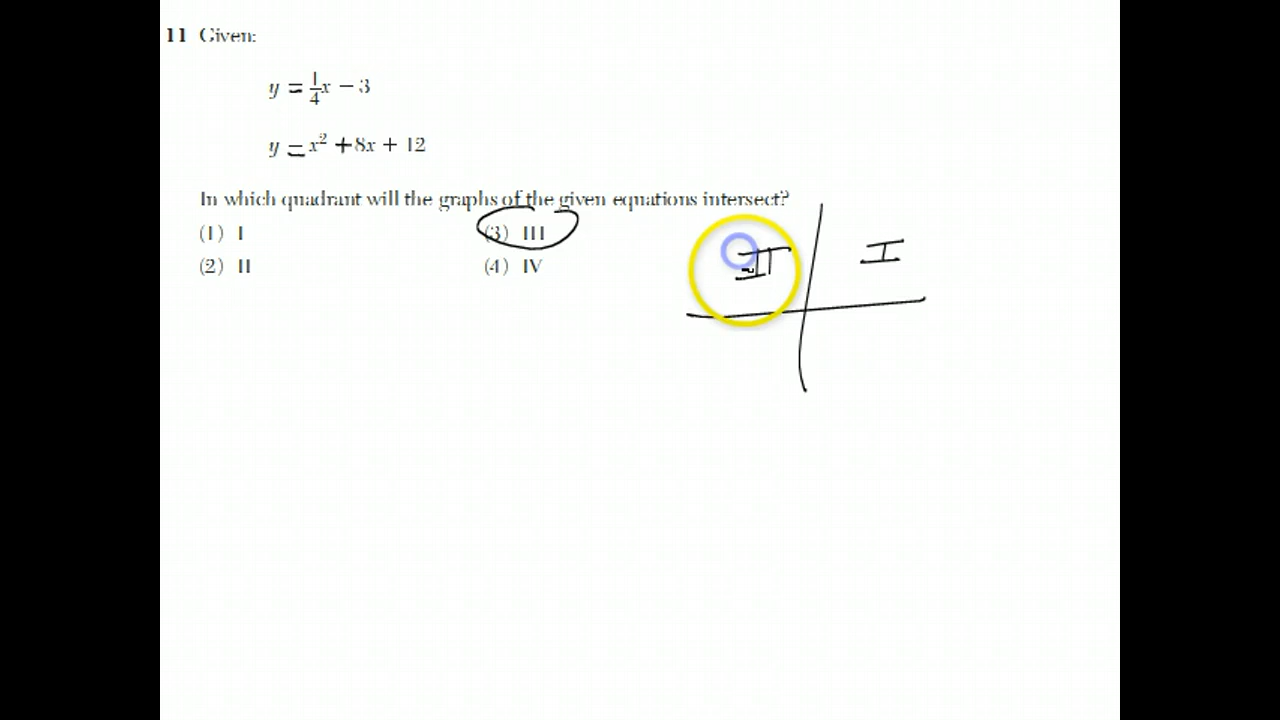 11 Given:
y = 1/4 x − 3
y = x² + 8x + 12
In which quadrant will the graphs of the given equations intersect?
(1) I (3) III
(2) II (4) IV
II I